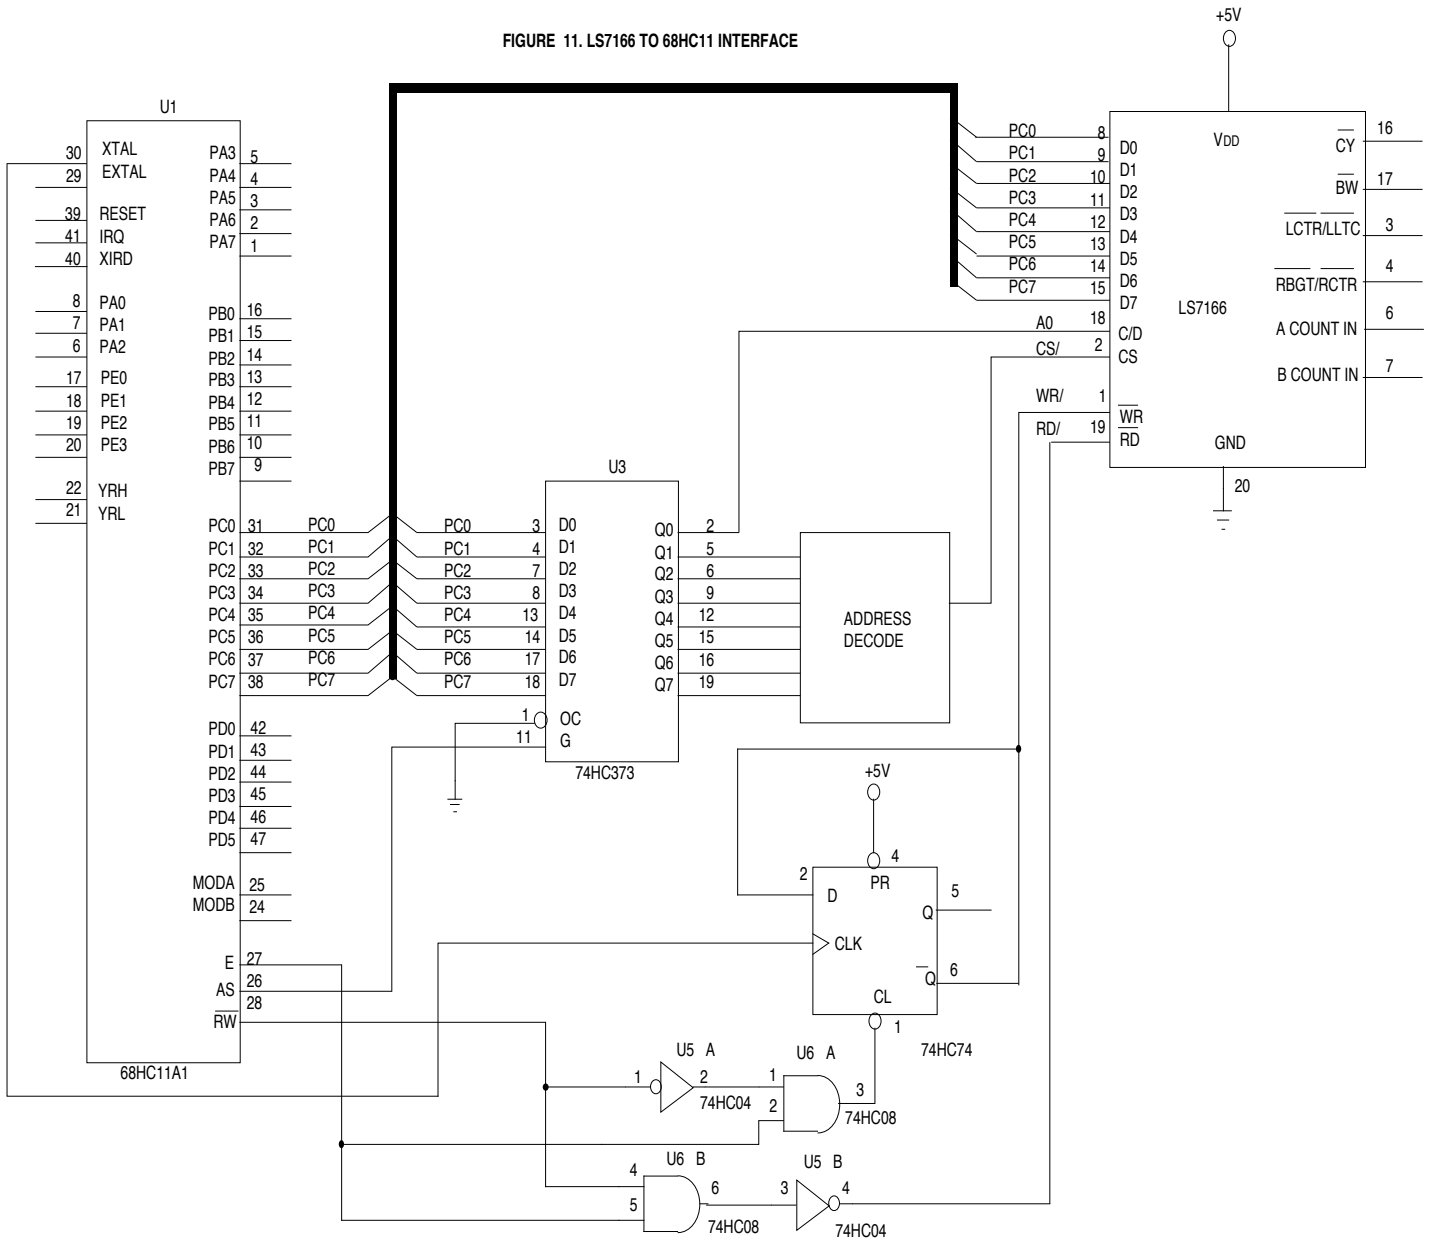 FIGURE 11. LS7166 TO 68HC11 INTERFACE
U1
30 XTAL
29 EXTAL
39 RESET
41 IRQ
40 XIRD
8 PA0
7 PA1
6 PA2
17 PE0
18 PE1
19 PE2
20 PE3
22 YRH
21 YRL
PA3 5
PA4 4
PA5 3
PA6 2
PA7 1
PB0 16
PB1 15
PB2 14
PB3 13
PB4 12
PB5 11
PB6 10
PB7 9
PC0 31 PC0
PC1 32 PC1
PC2 33 PC2
PC3 34 PC3
PC4 35 PC4
PC5 36 PC5
PC6 37 PC6
PC7 38 PC7
PD0 42
PD1 43
PD2 44
PD3 45
PD4 46
PD5 47
MODA 25
MODB 24
E 27
AS 26
28
RW
68HC11A1
U3
PC0 3 D0
PC1 4 D1
PC2 7 D2
PC3 8 D3
PC4 13 D4
PC5 14 D5
PC6 17 D6
PC7 18 D7
1 OC
11 G
Q0 2
Q1 5
Q2 6
Q3 9
Q4 12
Q5 15
Q6 16
Q7 19
74HC373
ADDRESS
DECODE
+5V
VDD
PC0 8 D0
PC1 9 D1
PC2 10 D2
PC3 11 D3
PC4 12 D4
PC5 13 D5
PC6 14 D6
PC7 15 D7
A0 18 C/D
CS/ 2 CS
WR/ 1 WR
RD/ 19 RD
LS7166
CY 16
BW 17
LCTR/LLTC 3
RBGT/RCTR 4
A COUNT IN 6
B COUNT IN 7
GND
20
+5V
4
PR
2 D
Q 5
CLK
Q 6
CL
1
74HC74
U5 A
1 2
74HC04
U6 A
1
2
3
74HC08
U6 B
4
5
6
74HC08
U5 B
3 4
74HC04